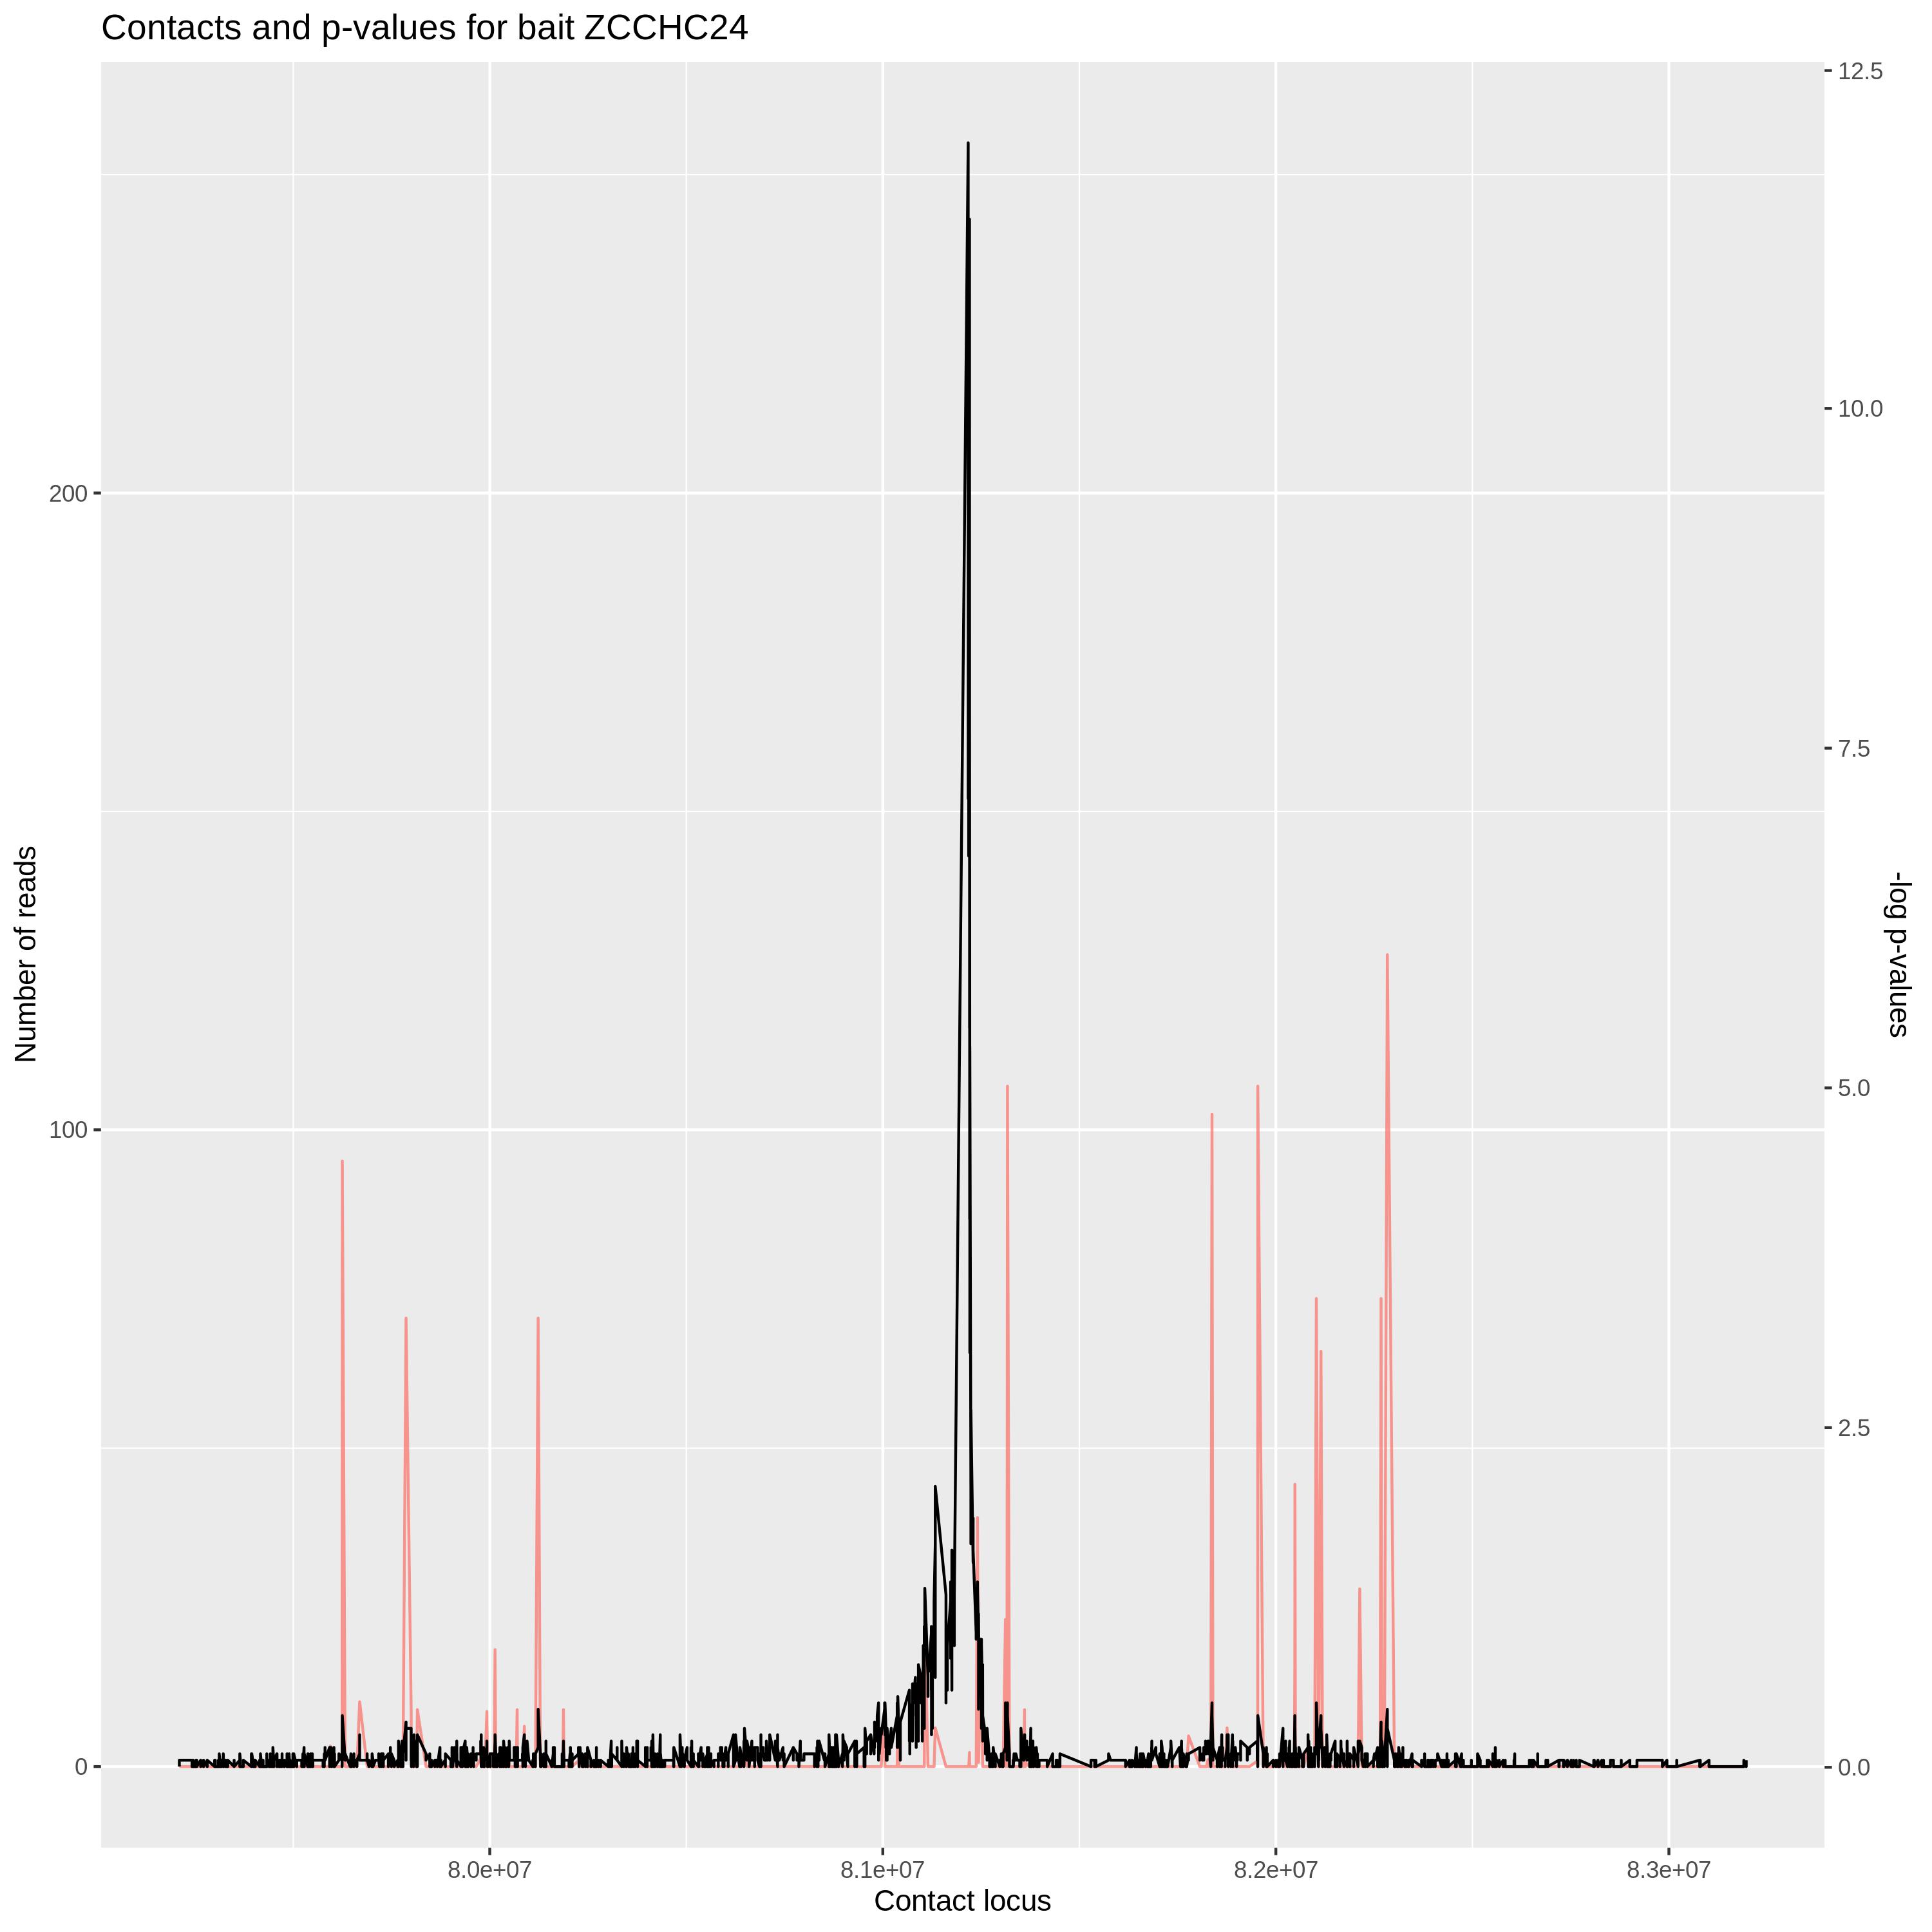 Contacts and p-values for bait ZCCHC24
12.5
10.0
200
7.5
Number of reads
-log p-values
5.0
100
2.5
0
0.0
8.0e+07
8.1e+07
8.2e+07
8.3e+07
Contact locus